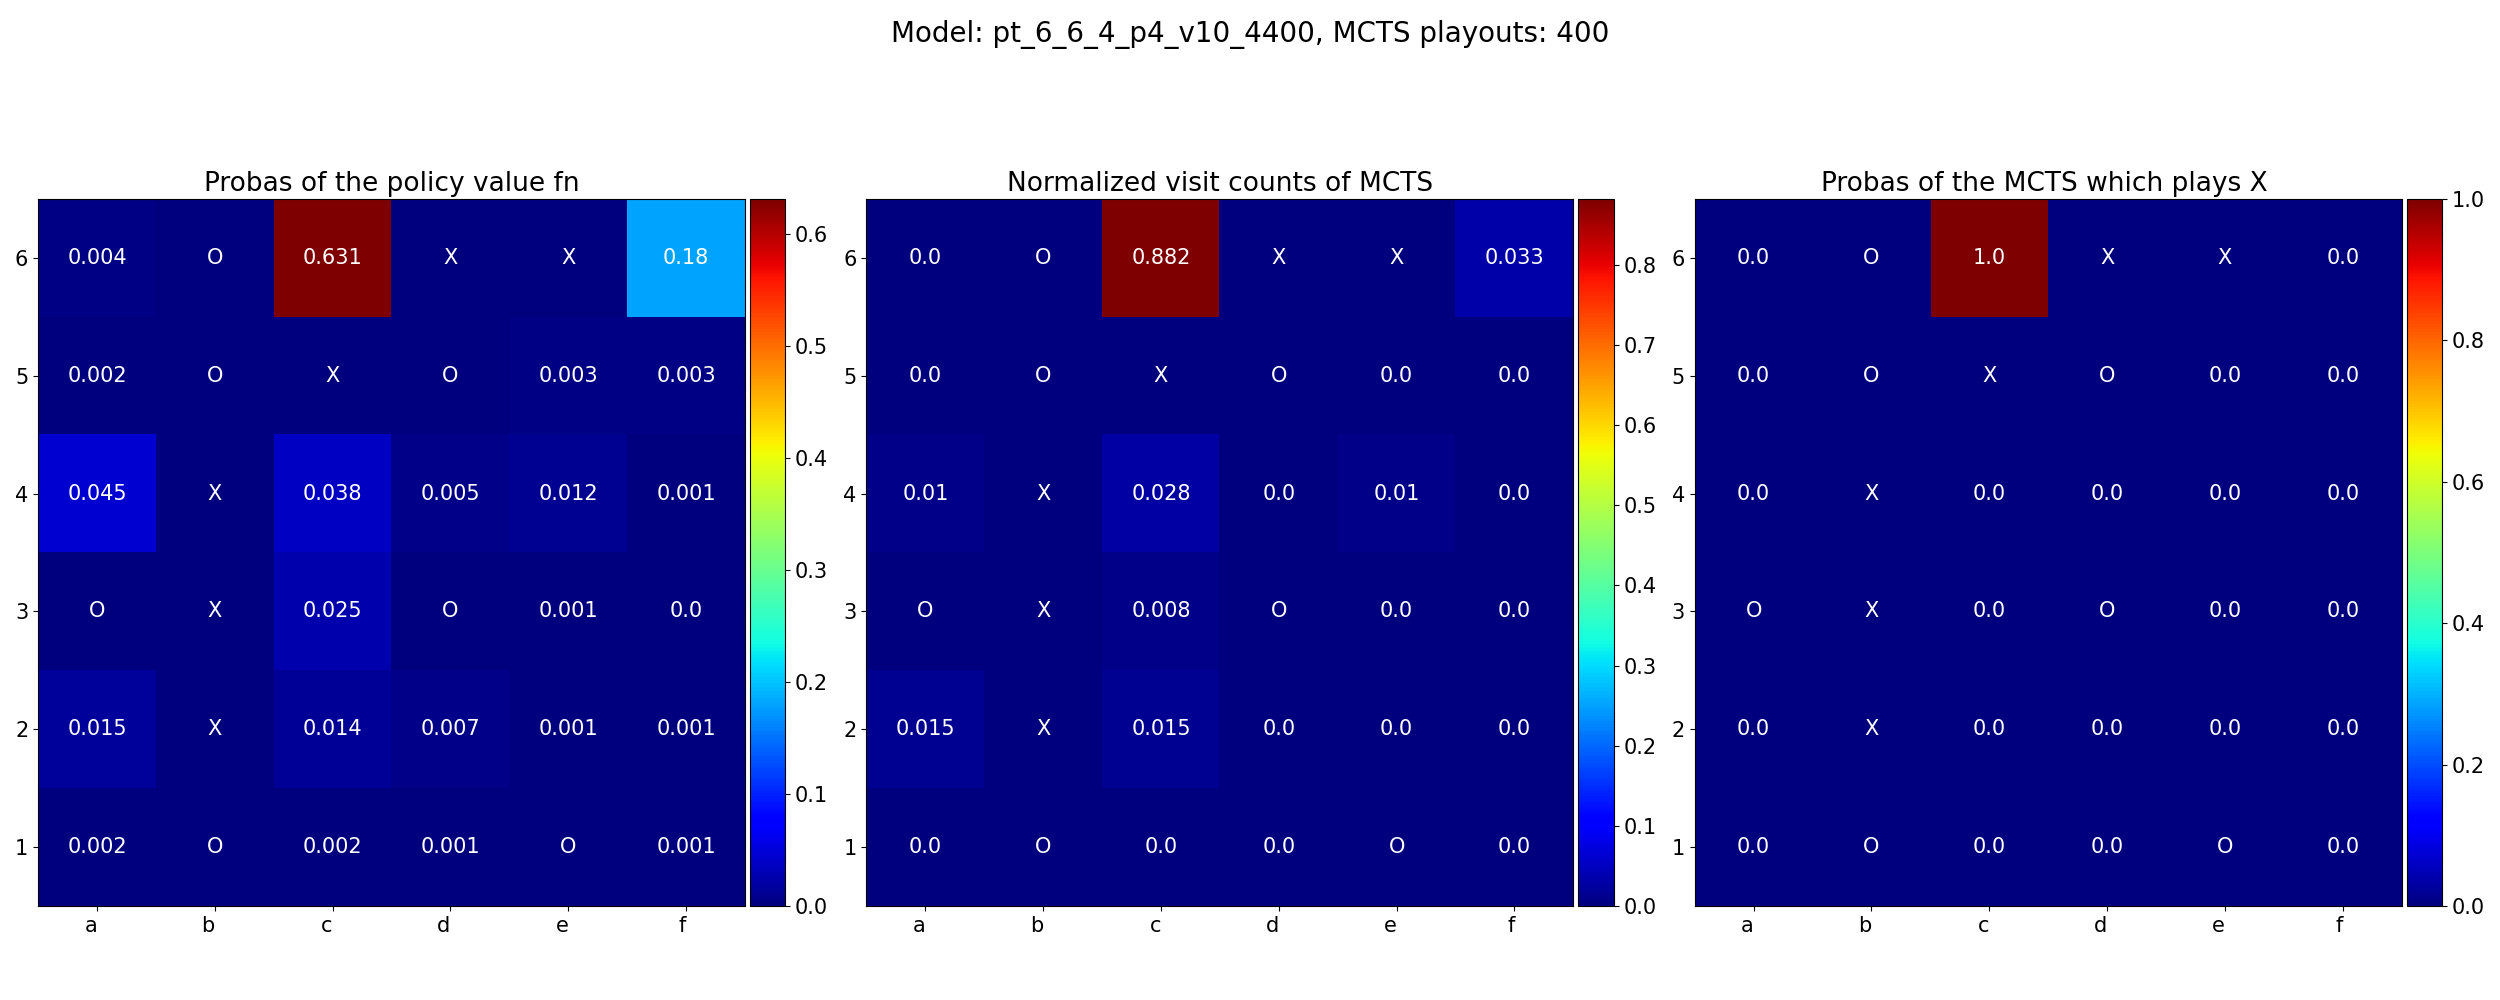 Model: pt_6_6_4_p4_v10_4400, MCTS playouts: 400
Probas of the policy value fn
6 0.004 O 0.631 X X 0.18
5 0.002 O X O 0.003 0.003
4 0.045 X 0.038 0.005 0.012 0.001
3 O X 0.025 O 0.001 0.0
2 0.015 X 0.014 0.007 0.001 0.001
1 0.002 O 0.002 0.001 O 0.001
a b c d e f
0.6
0.5
0.4
0.3
0.2
0.1
0.0
Normalized visit counts of MCTS
6 0.0 O 0.882 X X 0.033
5 0.0 O X O 0.0 0.0
4 0.01 X 0.028 0.0 0.01 0.0
3 O X 0.008 O 0.0 0.0
2 0.015 X 0.015 0.0 0.0 0.0
1 0.0 O 0.0 0.0 O 0.0
a b c d e f
0.8
0.7
0.6
0.5
0.4
0.3
0.2
0.1
0.0
Probas of the MCTS which plays X
6 0.0 O 1.0 X X 0.0
5 0.0 O X O 0.0 0.0
4 0.0 X 0.0 0.0 0.0 0.0
3 O X 0.0 O 0.0 0.0
2 0.0 X 0.0 0.0 0.0 0.0
1 0.0 O 0.0 0.0 O 0.0
a b c d e f
1.0
0.8
0.6
0.4
0.2
0.0